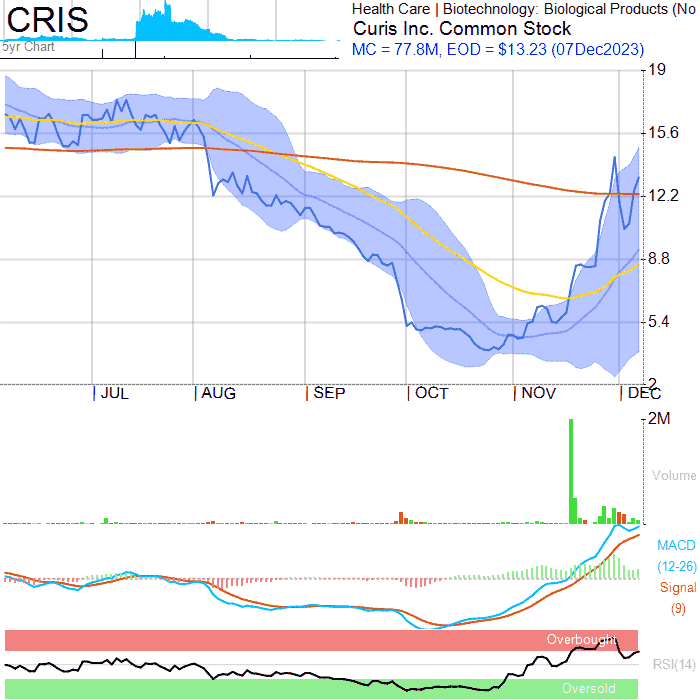 CRIS
5yr Chart
Health Care | Biotechnology: Biological Products (No
Curis Inc. Common Stock
MC = 77.8M, EOD = $13.23 (07Dec2023)
19
15.6
12.2
8.8
5.4
2
JUL
AUG
SEP
OCT
NOV
DEC
2M
Volume
MACD
(12-26)
Signal
(9)
Overbought
RSI(14)
Oversold